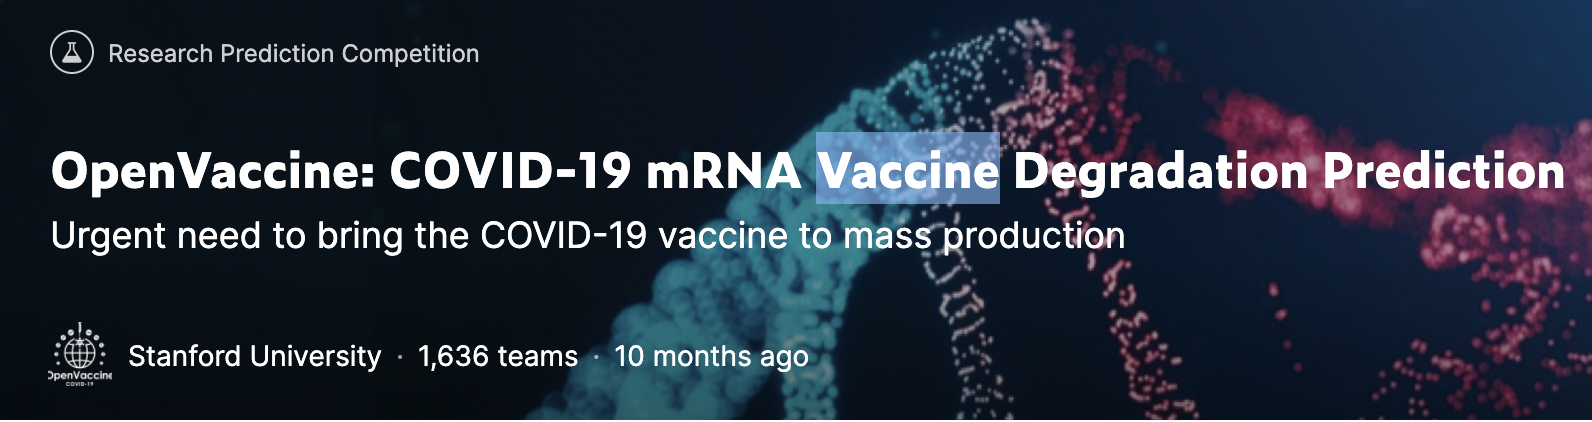 Research Prediction Competition
OpenVaccine: COVID-19 mRNA Vaccine Degradation Prediction
Urgent need to bring the COVID-19 vaccine to mass production
OpenVaccine
COVID-19
Stanford University · 1,636 teams · 10 months ago